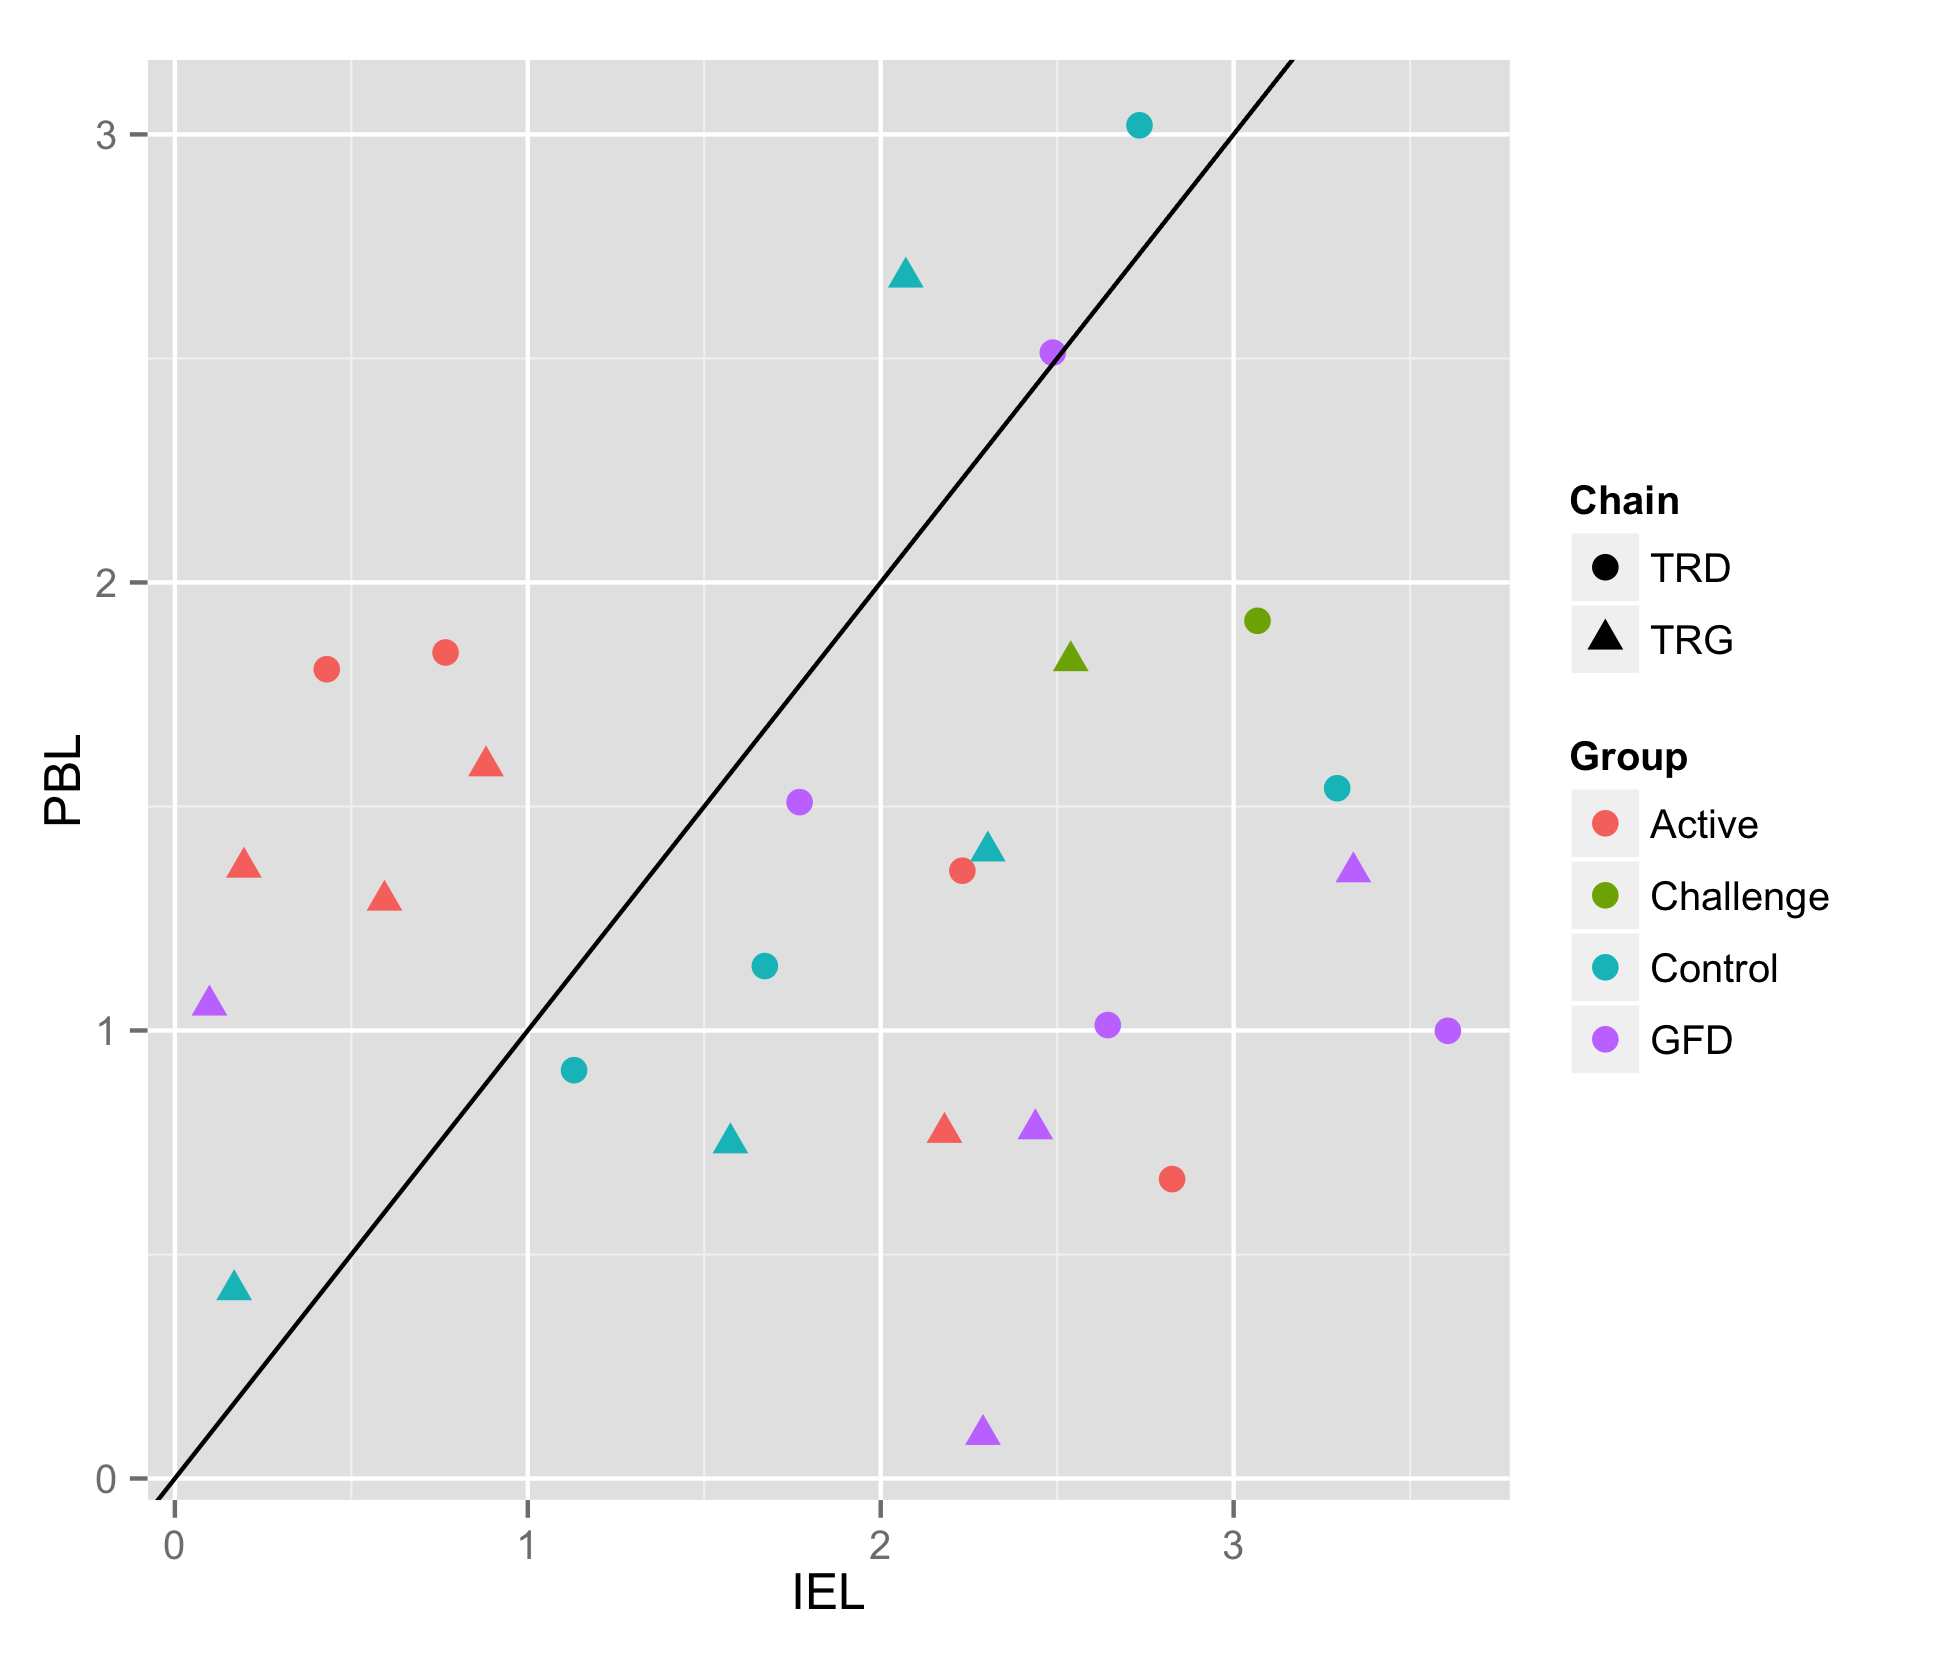 3
2
1
0
PBL
0 1 2 3
IEL
Chain
TRD
TRG
Group
Active
Challenge
Control
GFD